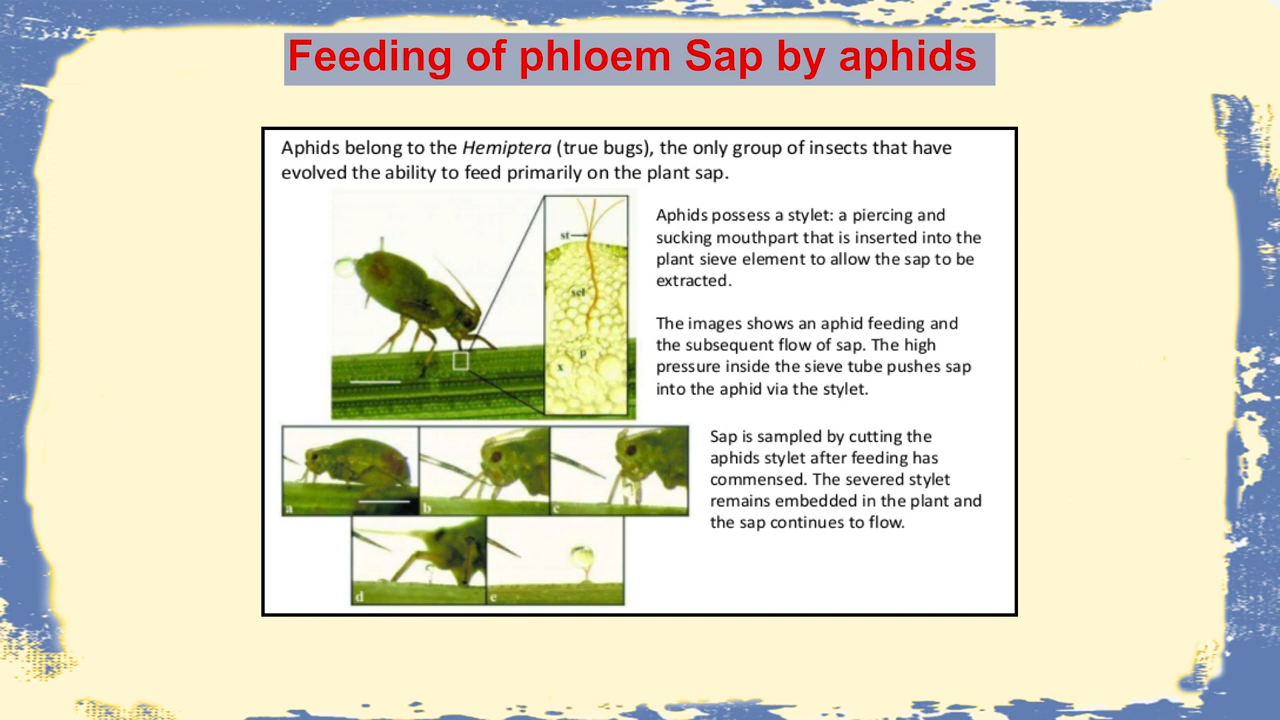 Feeding of phloem Sap by aphids
Aphids belong to the Hemiptera (true bugs), the only group of insects that have
evolved the ability to feed primarily on the plant sap.
st
scl
p
x
Aphids possess a stylet: a piercing and
sucking mouthpart that is inserted into the
plant sieve element to allow the sap to be
extracted.
The images shows an aphid feeding and
the subsequent flow of sap. The high
pressure inside the sieve tube pushes sap
into the aphid via the stylet.
a
b
c
d
e
Sap is sampled by cutting the
aphids stylet after feeding has
commensed. The severed stylet
remains embedded in the plant and
the sap continues to flow.